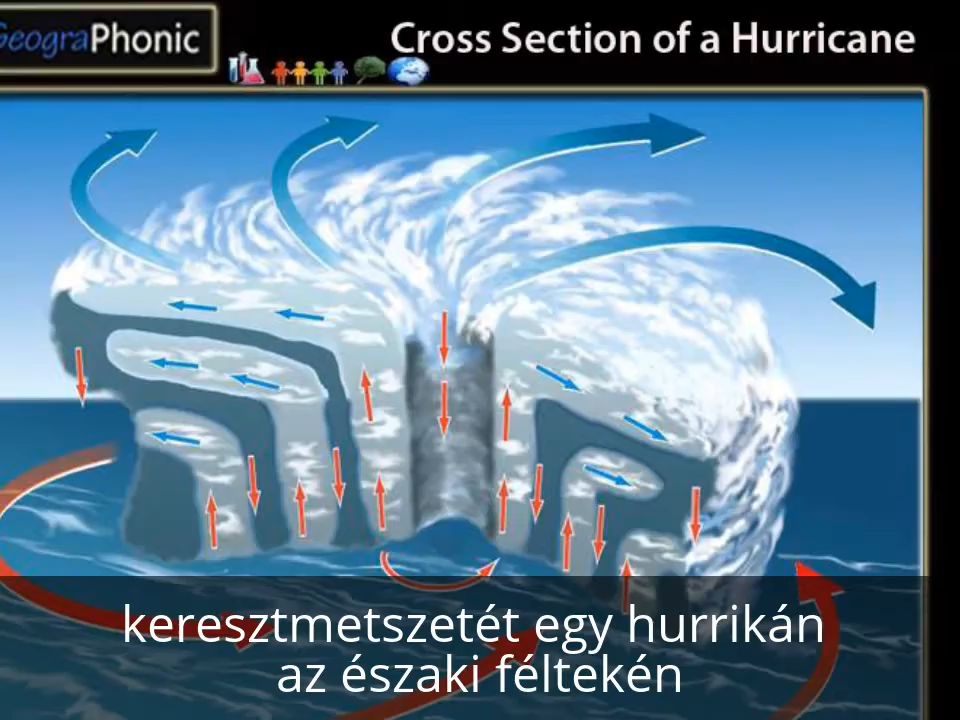 GeograPhonic
Cross Section of a Hurricane
keresztmetszetét egy hurrikán
az északi féltekén